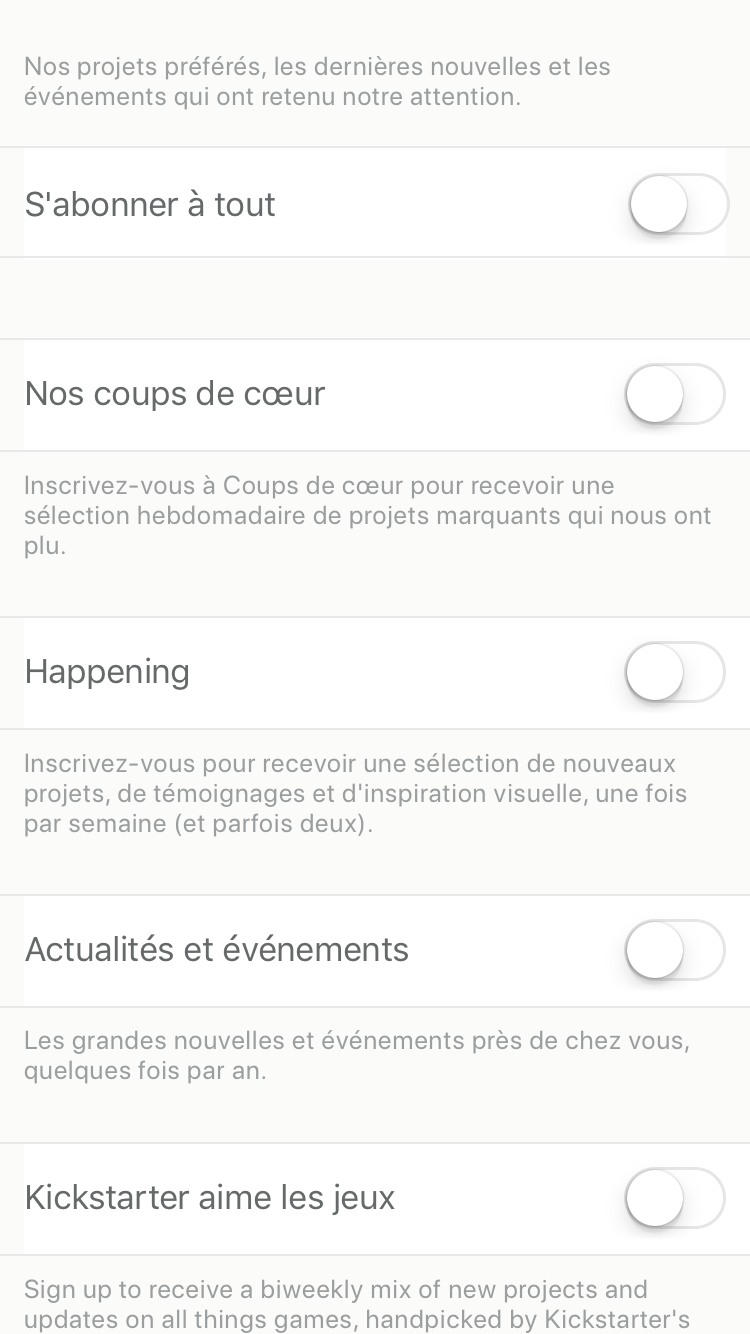 Nos projets préférés, les dernières nouvelles et les
événements qui ont retenu notre attention.
S'abonner à tout
Nos coups de cœur
Inscrivez-vous à Coups de cœur pour recevoir une
sélection hebdomadaire de projets marquants qui nous ont
plu.
Happening
Inscrivez-vous pour recevoir une sélection de nouveaux
projets, de témoignages et d'inspiration visuelle, une fois
par semaine (et parfois deux).
Actualités et événements
Les grandes nouvelles et événements près de chez vous,
quelques fois par an.
Kickstarter aime les jeux
Sign up to receive a biweekly mix of new projects and
updates on all things games, handpicked by Kickstarter's